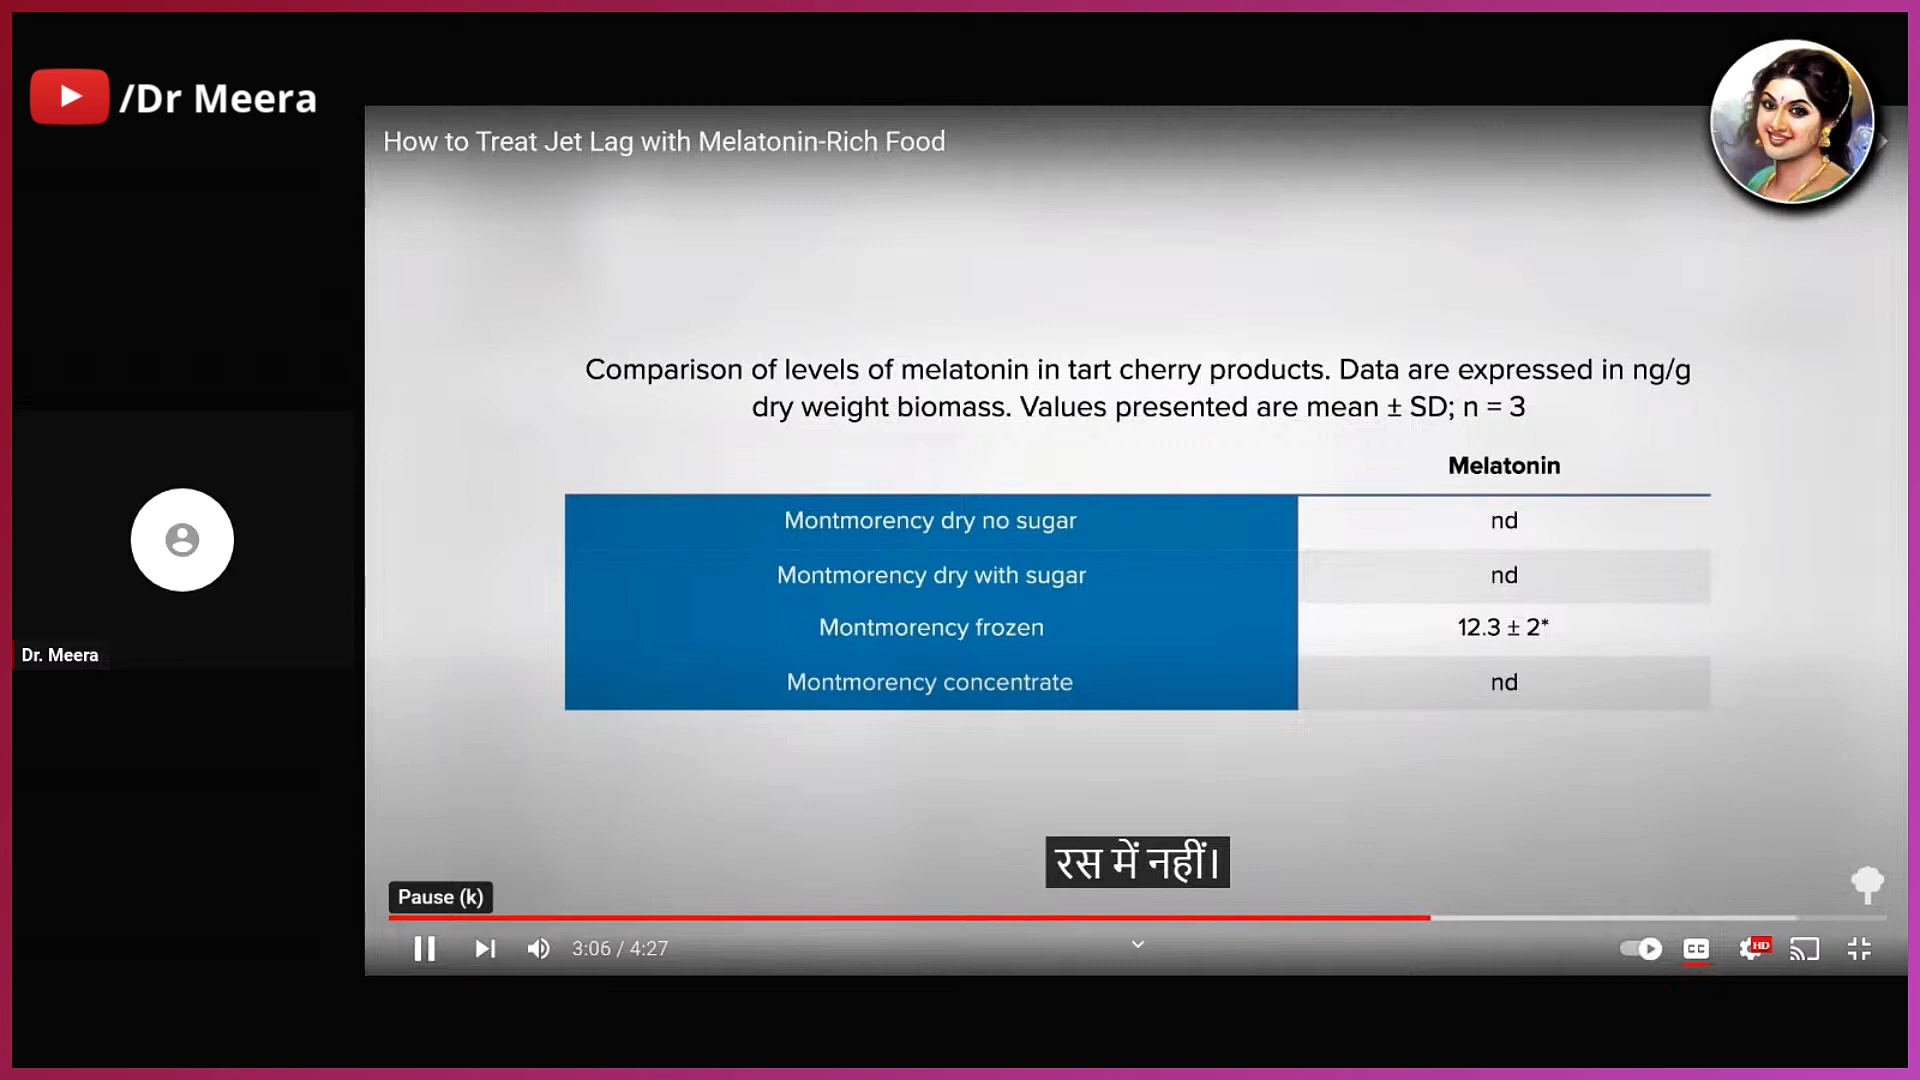 /Dr Meera
How to Treat Jet Lag with Melatonin-Rich Food
Comparison of levels of melatonin in tart cherry products. Data are expressed in ng/g
dry weight biomass. Values presented are mean ± SD; n = 3
Melatonin
Montmorency dry no sugar nd
Montmorency dry with sugar nd
Montmorency frozen 12.3 ± 2*
Montmorency concentrate nd
Dr. Meera
रस में नहीं।
Pause (k)
3:06 / 4:27
CC
HD